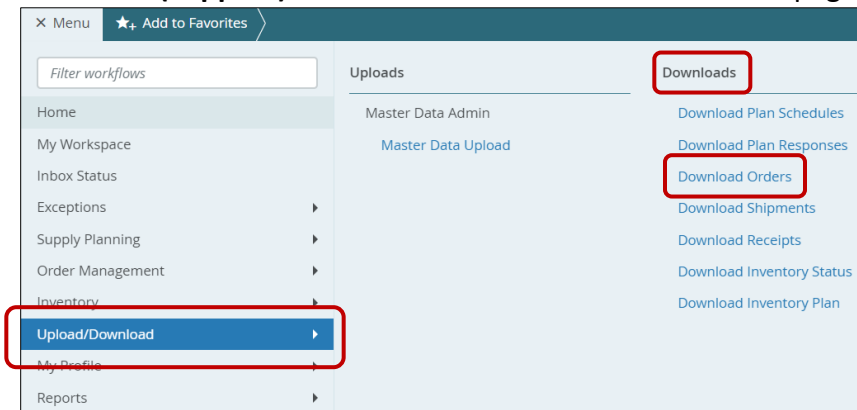 × Menu ★+ Add to Favorites
Filter workflows
Home
My Workspace
Inbox Status
Exceptions
Supply Planning
Order Management
Inventory
Upload/Download
My Profile
Reports
Uploads
Master Data Admin
Master Data Upload
Downloads
Download Plan Schedules
Download Plan Responses
Download Orders
Download Shipments
Download Receipts
Download Inventory Status
Download Inventory Plan